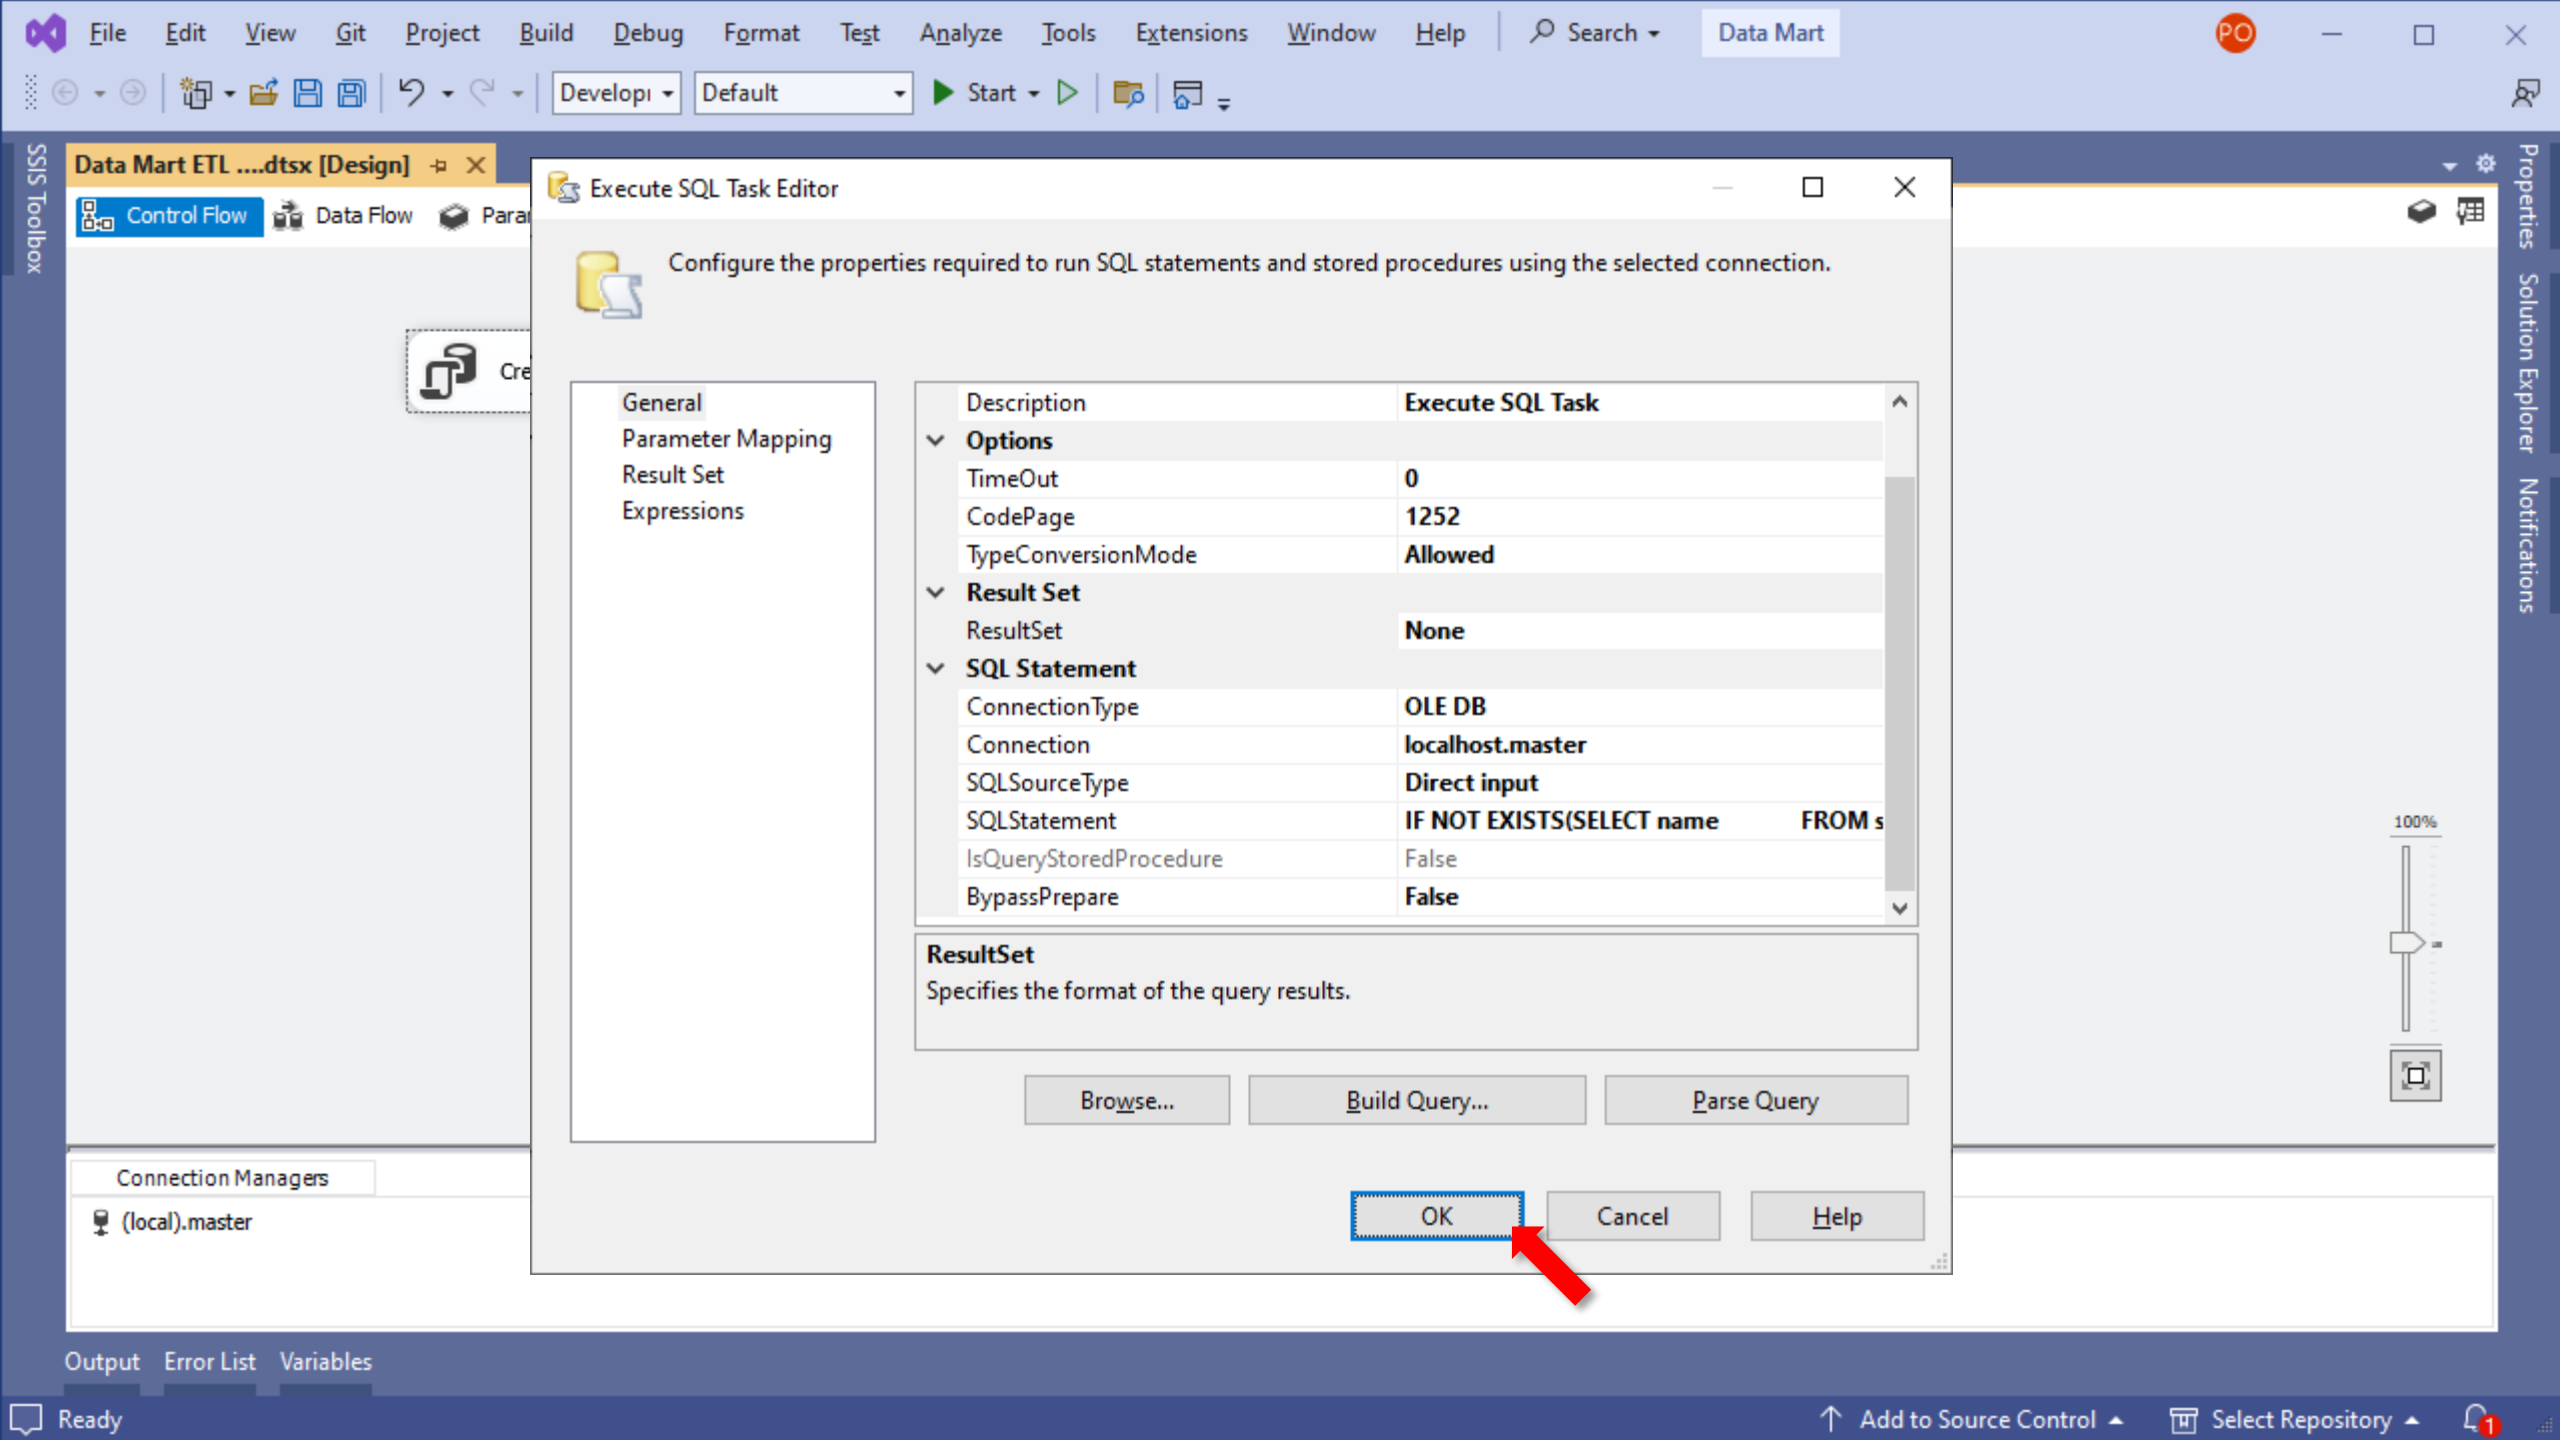 File Edit View Git Project Build Debug Format Test Analyze Tools Extensions Window Help Search Data Mart PO
Develop Default Start
SSIS Toolbox
Data Mart ETL ....dtsx [Design]
Control Flow Data Flow Para
Cre
Execute SQL Task Editor
Configure the properties required to run SQL statements and stored procedures using the selected connection.
General
Parameter Mapping
Result Set
Expressions
Description Execute SQL Task
Options
TimeOut 0
CodePage 1252
TypeConversionMode Allowed
Result Set
ResultSet None
SQL Statement
ConnectionType OLE DB
Connection localhost.master
SQLSourceType Direct input
SQLStatement IF NOT EXISTS(SELECT name FROM s
IsQueryStoredProcedure False
BypassPrepare False
ResultSet
Specifies the format of the query results.
Browse... Build Query... Parse Query
OK Cancel Help
Properties
Solution Explorer
Notifications
100%
Connection Managers
(local).master
Output Error List Variables
Ready Add to Source Control Select Repository 1